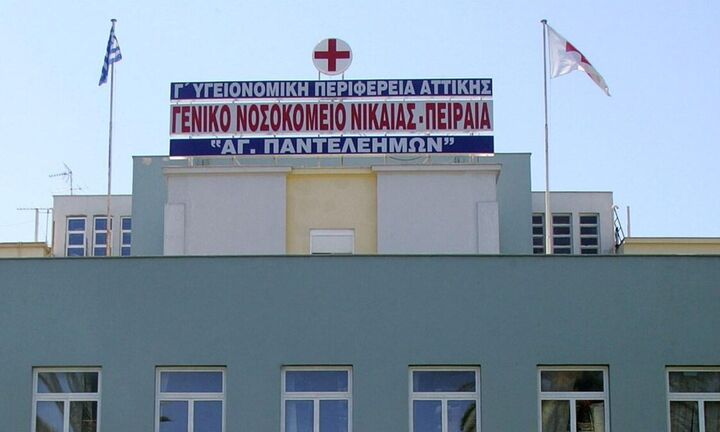 Γ΄ ΥΓΕΙΟΝΟΜΙΚΗ ΠΕΡΙΦΕΡΕΙΑ ΑΤΤΙΚΗΣ
ΓΕΝΙΚΟ ΝΟΣΟΚΟΜΕΙΟ ΝΙΚΑΙΑΣ - ΠΕΙΡΑΙΑ
"ΑΓ. ΠΑΝΤΕΛΕΗΜΩΝ"